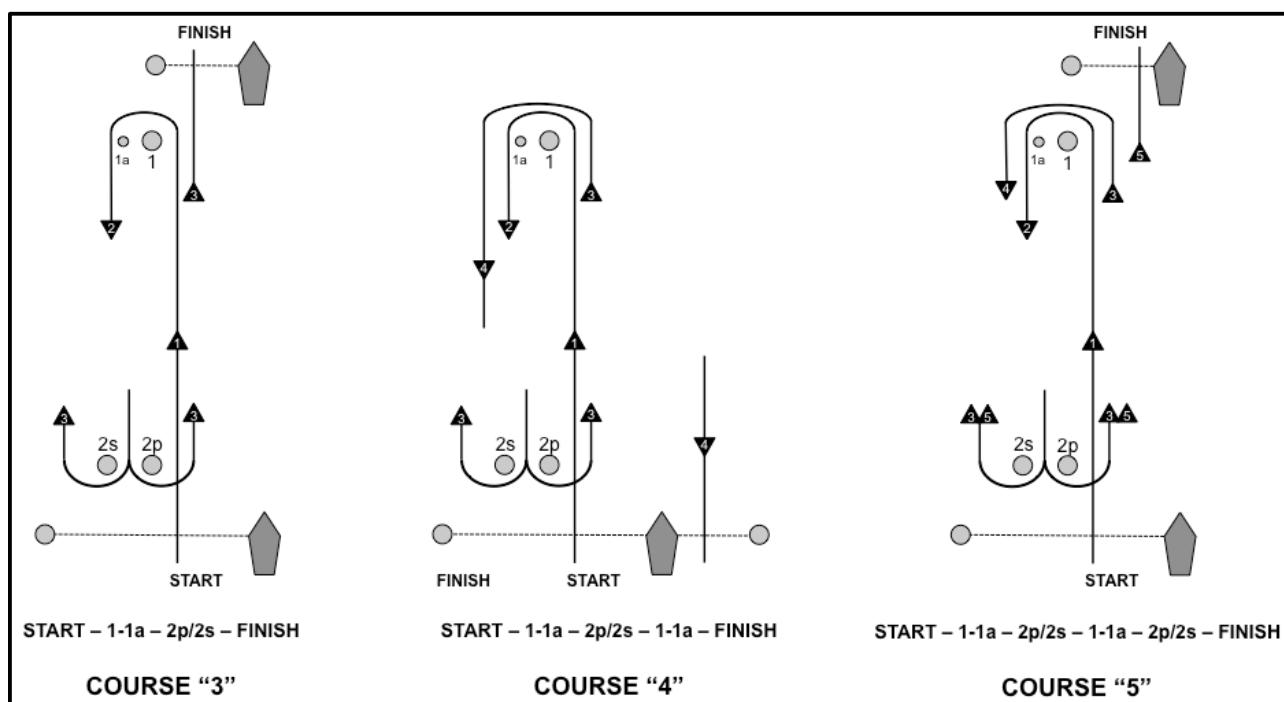 FINISH
1a 1
3
2
1
3 3
2s 2p
START
START – 1-1a – 2p/2s – FINISH
COURSE “3”
1a 1
3
2
4
1
3 3
2s 2p
4
FINISH START
START – 1-1a – 2p/2s – 1-1a – FINISH
COURSE “4”
FINISH
5
1a 1
4 3
2
1
3 5 3 5
2s 2p
START
START – 1-1a – 2p/2s – 1-1a – 2p/2s – FINISH
COURSE “5”